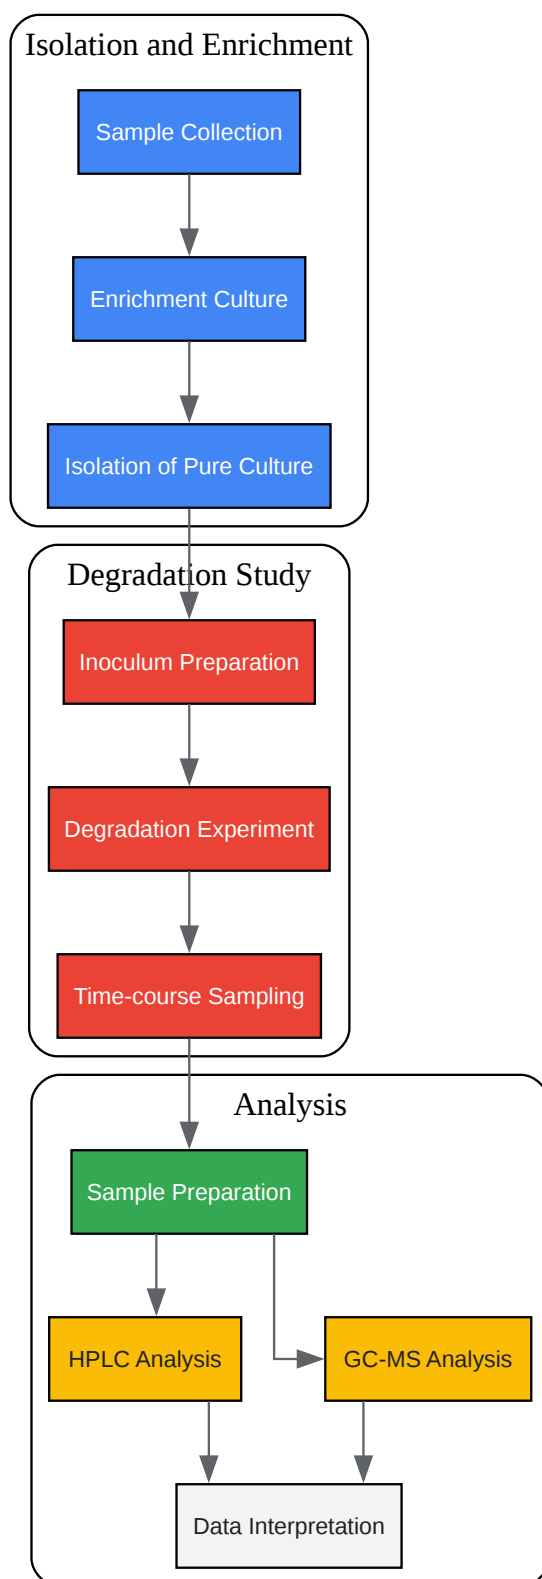 Isolation and Enrichment
Sample Collection
Enrichment Culture
Isolation of Pure Culture
Degradation Study
Inoculum Preparation
Degradation Experiment
Time-course Sampling
Analysis
Sample Preparation
HPLC Analysis
GC-MS Analysis
Data Interpretation